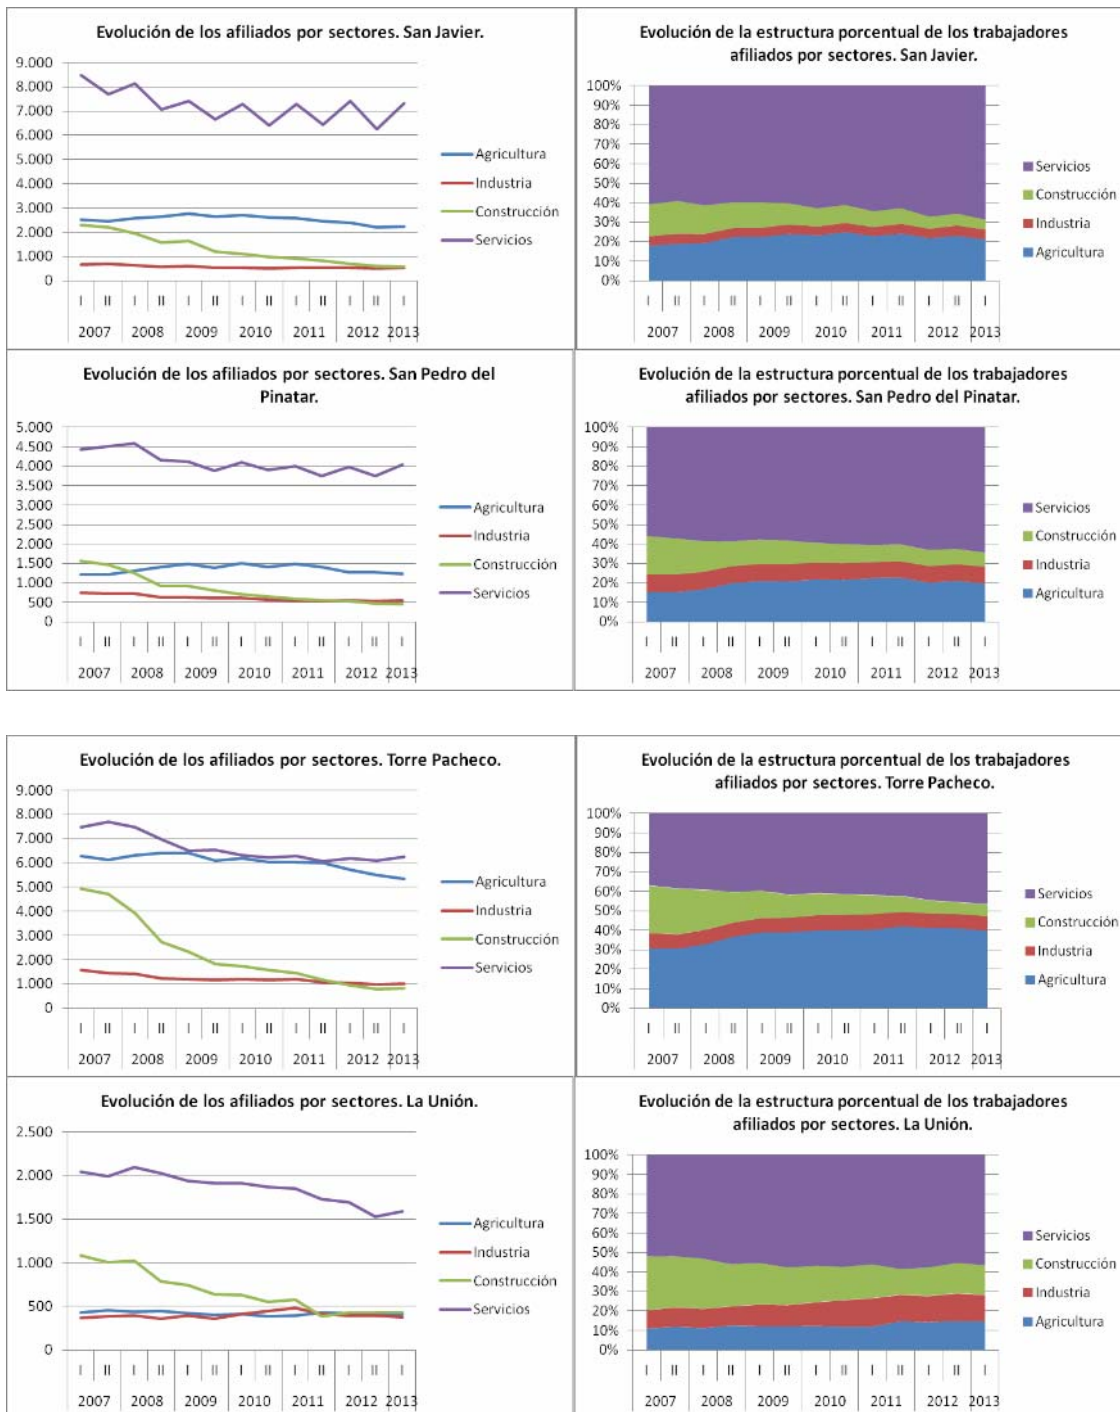 Evolución de los afiliados por sectores. San Javier.
9.000
8.000
7.000
6.000
5.000
4.000
3.000
2.000
1.000
0
Agricultura
Industria
Construcción
Servicios
I II I II I II I II I II I II I
2007 2008 2009 2010 2011 2012 2013
Evolución de la estructura porcentual de los trabajadores
afiliados por sectores. San Javier.
100%
90%
80%
70%
60%
50%
40%
30%
20%
10%
0%
Servicios
Construcción
Industria
Agricultura
I II I II I II I II I II I II I
2007 2008 2009 2010 2011 2012 2013
Evolución de los afiliados por sectores. San Pedro del
Pinatar.
5.000
4.500
4.000
3.500
3.000
2.500
2.000
1.500
1.000
500
0
Agricultura
Industria
Construcción
Servicios
I II I II I II I II I II I II I
2007 2008 2009 2010 2011 2012 2013
Evolución de la estructura porcentual de los trabajadores
afiliados por sectores. San Pedro del Pinatar.
100%
90%
80%
70%
60%
50%
40%
30%
20%
10%
0%
Servicios
Construcción
Industria
Agricultura
I II I II I II I II I II I II I
2007 2008 2009 2010 2011 2012 2013
Evolución de los afiliados por sectores. Torre Pacheco.
9.000
8.000
7.000
6.000
5.000
4.000
3.000
2.000
1.000
0
Agricultura
Industria
Construcción
Servicios
I II I II I II I II I II I II I
2007 2008 2009 2010 2011 2012 2013
Evolución de la estructura porcentual de los trabajadores
afiliados por sectores. Torre Pacheco.
100%
90%
80%
70%
60%
50%
40%
30%
20%
10%
0%
Servicios
Construcción
Industria
Agricultura
I II I II I II I II I II I II I
2007 2008 2009 2010 2011 2012 2013
Evolución de los afiliados por sectores. La Unión.
2.500
2.000
1.500
1.000
500
0
Agricultura
Industria
Construcción
Servicios
I II I II I II I II I II I II I
2007 2008 2009 2010 2011 2012 2013
Evolución de la estructura porcentual de los trabajadores
afiliados por sectores. La Unión.
100%
90%
80%
70%
60%
50%
40%
30%
20%
10%
0%
Servicios
Construcción
Industria
Agricultura
I II I II I II I II I II I II I
2007 2008 2009 2010 2011 2012 2013